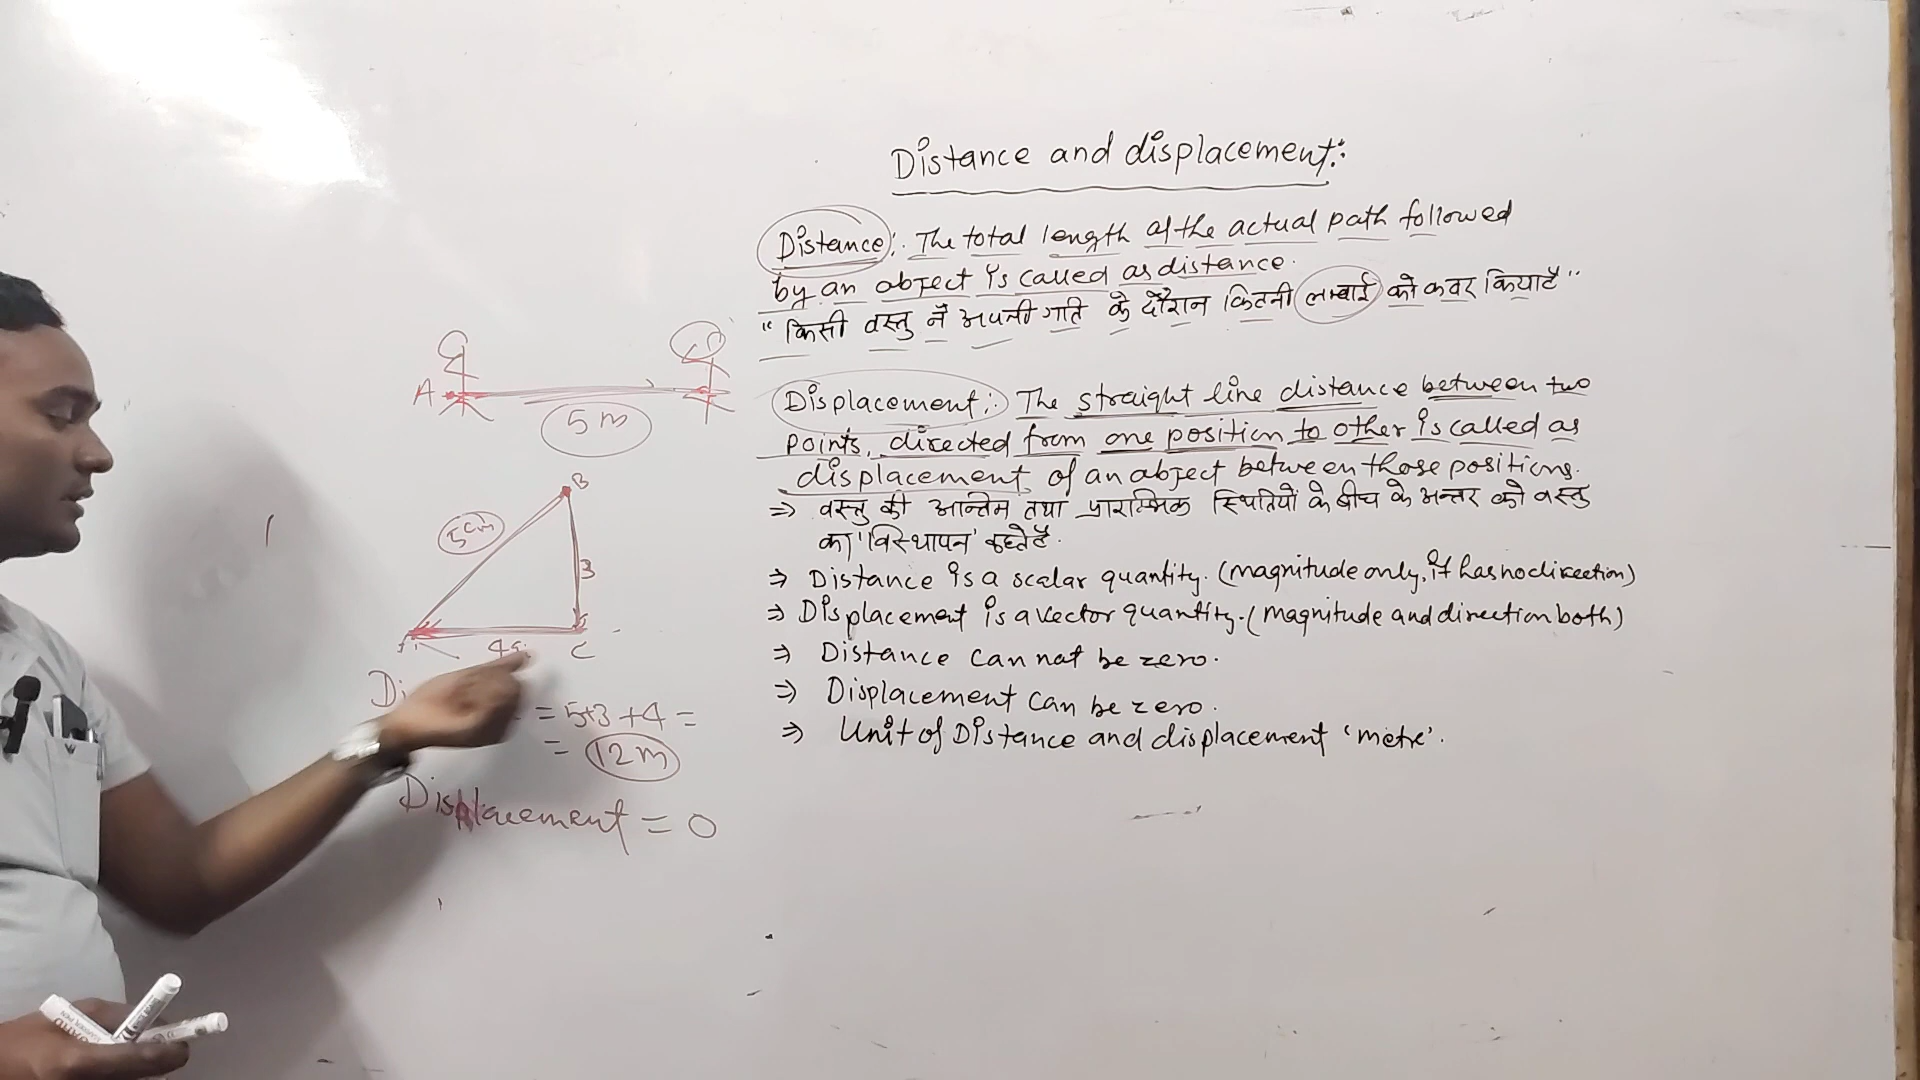 Distance and displacement:
Distance: The total length of the actual path followed
by an object is called as distance.
"किसी वस्तु नें अपनी गति के दौरान कितनी लम्बाई को कवर किया है"
Displacement: The straight line distance between two
points, directed from one position to other is called as
displacement of an object between those positions.
⇒ वस्तु की अन्तिम तथा प्रारम्भिक स्थितियों के बीच के अन्तर को वस्तु
का 'विस्थापन' कहते है.
⇒ Distance is a scalar quantity. (magnitude only, it has no direction)
⇒ Displacement is a vector quantity. (magnitude and direction both)
⇒ Distance can not be zero.
⇒ Displacement can be zero.
⇒ Unit of Distance and displacement 'metre'.
A
5 m
B
5cm
3
4
C
= 5+3+4 =
= 12m
Displacement = 0